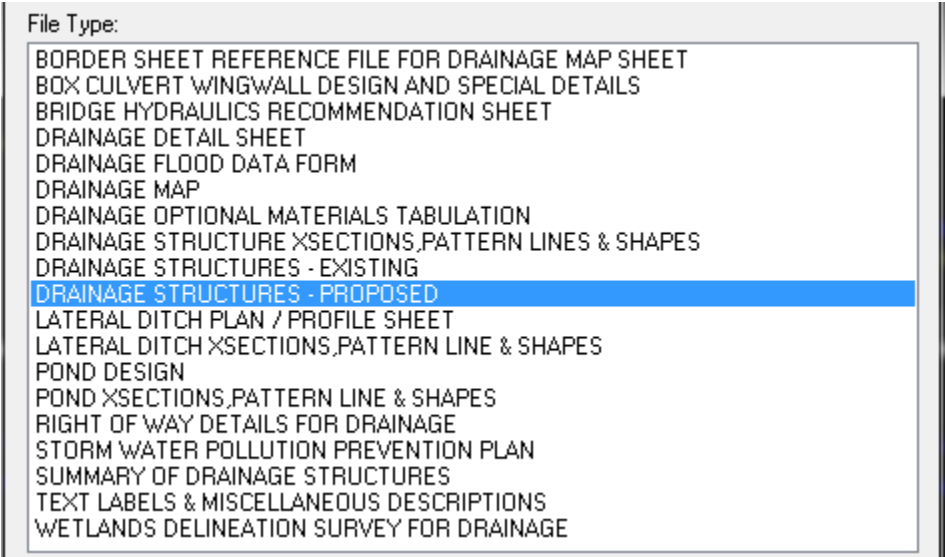 File Type:
BORDER SHEET REFERENCE FILE FOR DRAINAGE MAP SHEET
BOX CULVERT WINGWALL DESIGN AND SPECIAL DETAILS
BRIDGE HYDRAULICS RECOMMENDATION SHEET
DRAINAGE DETAIL SHEET
DRAINAGE FLOOD DATA FORM
DRAINAGE MAP
DRAINAGE OPTIONAL MATERIALS TABULATION
DRAINAGE STRUCTURE XSECTIONS,PATTERN LINES & SHAPES
DRAINAGE STRUCTURES - EXISTING
DRAINAGE STRUCTURES - PROPOSED
LATERAL DITCH PLAN / PROFILE SHEET
LATERAL DITCH XSECTIONS,PATTERN LINE & SHAPES
POND DESIGN
POND XSECTIONS,PATTERN LINE & SHAPES
RIGHT OF WAY DETAILS FOR DRAINAGE
STORM WATER POLLUTION PREVENTION PLAN
SUMMARY OF DRAINAGE STRUCTURES
TEXT LABELS & MISCELLANEOUS DESCRIPTIONS
WETLANDS DELINEATION SURVEY FOR DRAINAGE